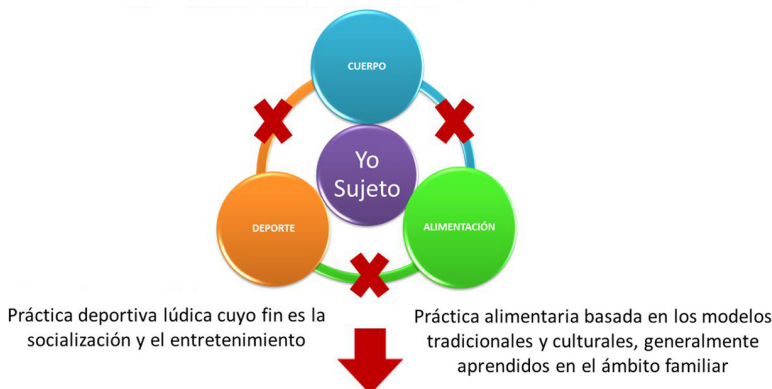 CUERPO
Yo
Sujeto
DEPORTE
ALIMENTACIÓN
Práctica deportiva lúdica cuyo fin es la
socialización y el entretenimiento
Práctica alimentaria basada en los modelos
tradicionales y culturales, generalmente
aprendidos en el ámbito familiar